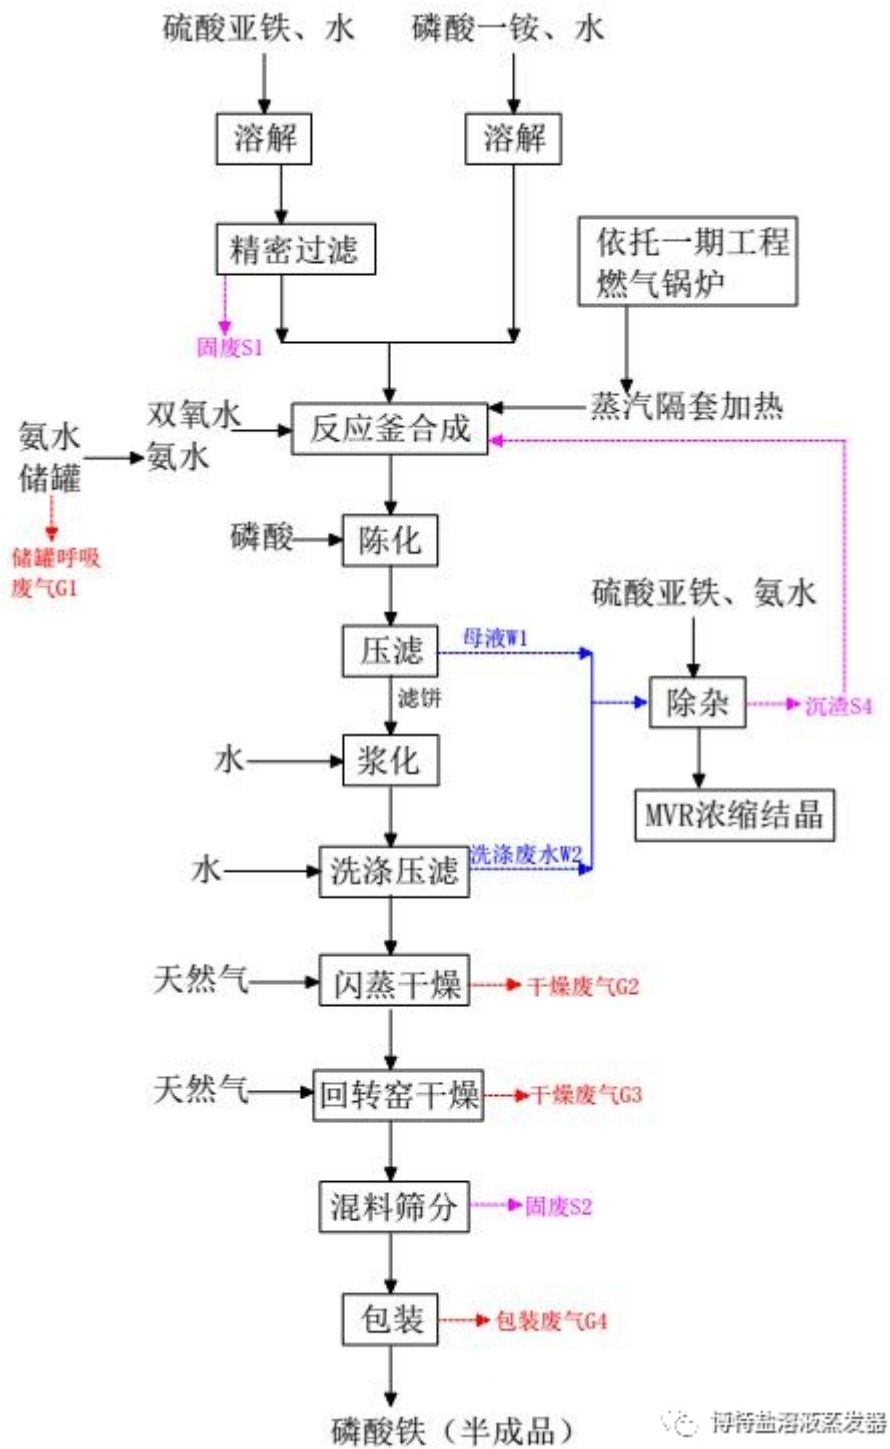 硫酸亚铁、水
磷酸一铵、水
溶解
溶解
精密过滤
依托一期工程
燃气锅炉
固废S1
蒸汽隔套加热
双氧水
氨水
氨水
储罐
反应釜合成
储罐呼吸
废气G1
磷酸
陈化
硫酸亚铁、氨水
压滤
母液W1
滤饼
除杂
沉渣S4
水
浆化
MVR浓缩结晶
水
洗涤压滤
洗涤废水W2
天然气
闪蒸干燥
干燥废气G2
天然气
回转窑干燥
干燥废气G3
混料筛分
固废S2
包装
包装废气G4
磷酸铁（半成品）
博特盐溶液蒸发器